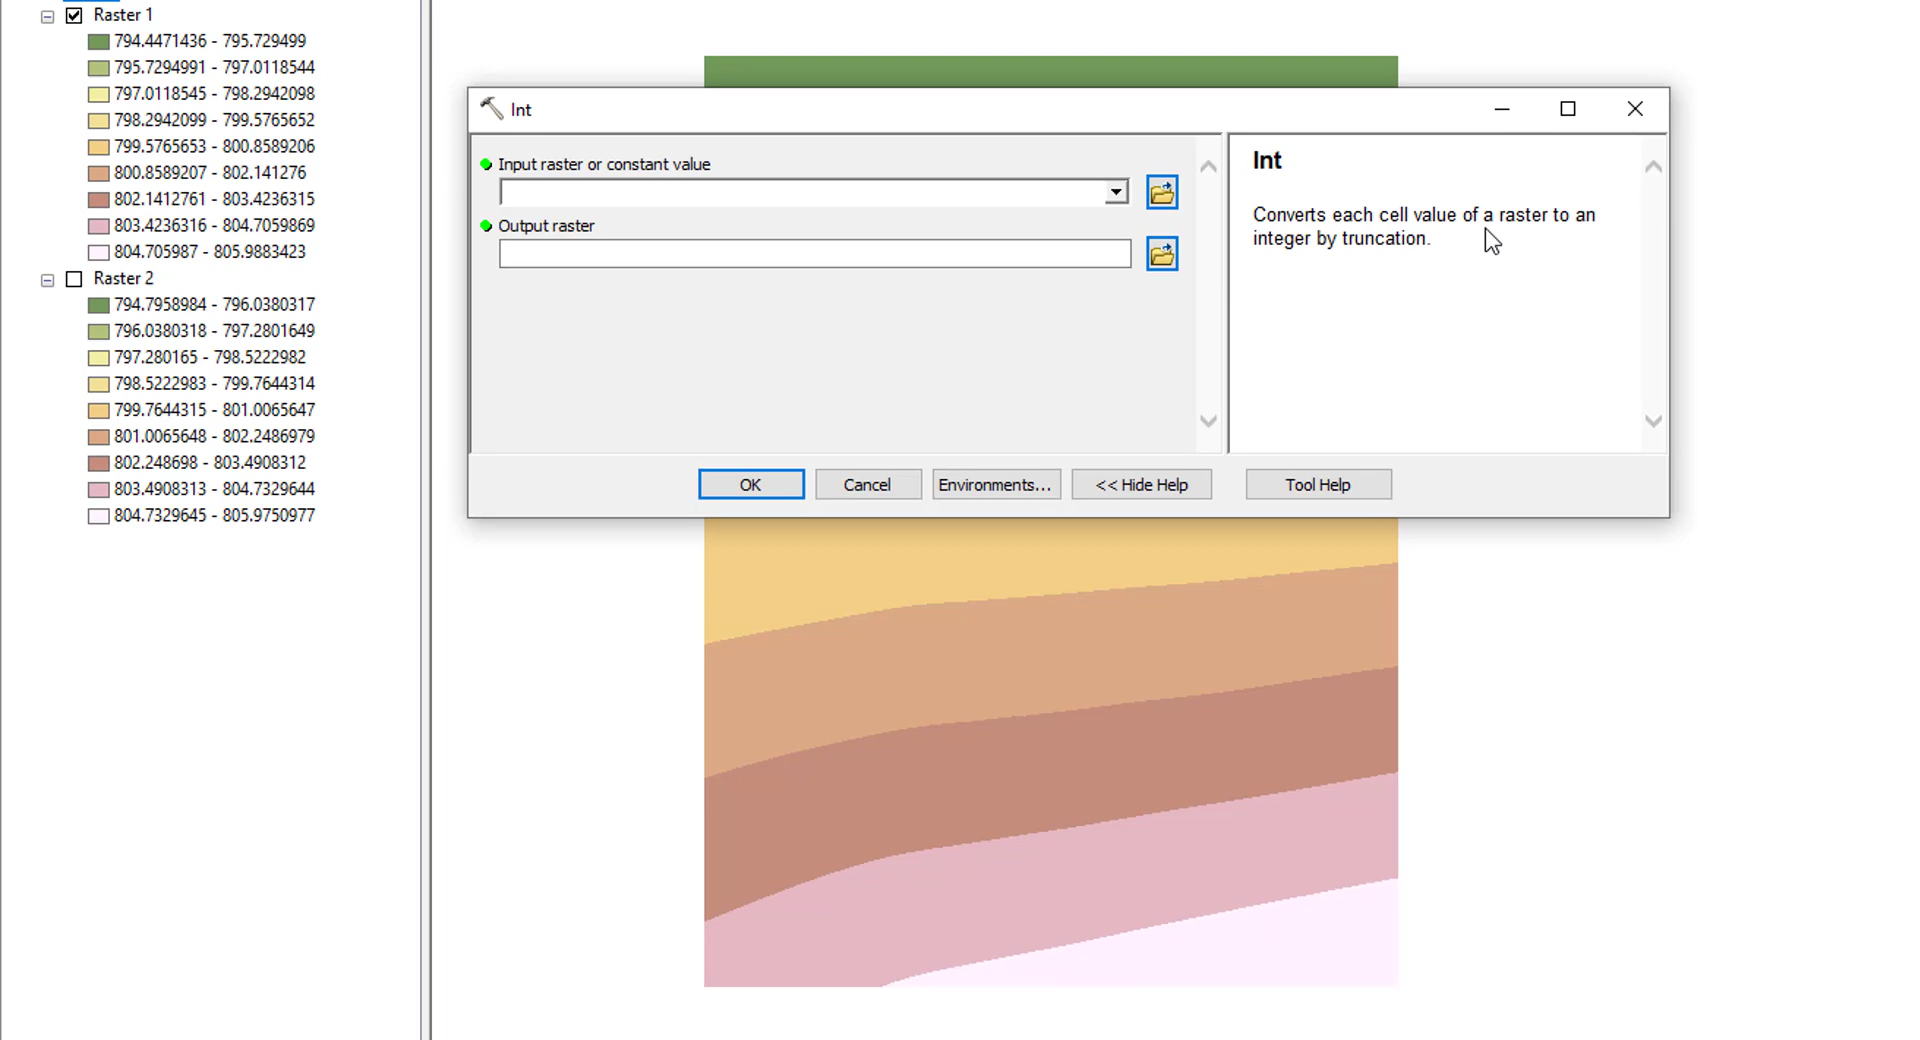 Raster 1
794.4471436 - 795.729499
795.7294991 - 797.0118544
797.0118545 - 798.2942098
798.2942099 - 799.5765652
799.5765653 - 800.8589206
800.8589207 - 802.141276
802.1412761 - 803.4236315
803.4236316 - 804.7059869
804.705987 - 805.9883423
Raster 2
794.7958984 - 796.0380317
796.0380318 - 797.2801649
797.280165 - 798.5222982
798.5222983 - 799.7644314
799.7644315 - 801.0065647
801.0065648 - 802.2486979
802.248698 - 803.4908312
803.4908313 - 804.7329644
804.7329645 - 805.9750977
Int
Input raster or constant value
Output raster
Int
Converts each cell value of a raster to an
integer by truncation.
OK
Cancel
Environments...
<< Hide Help
Tool Help